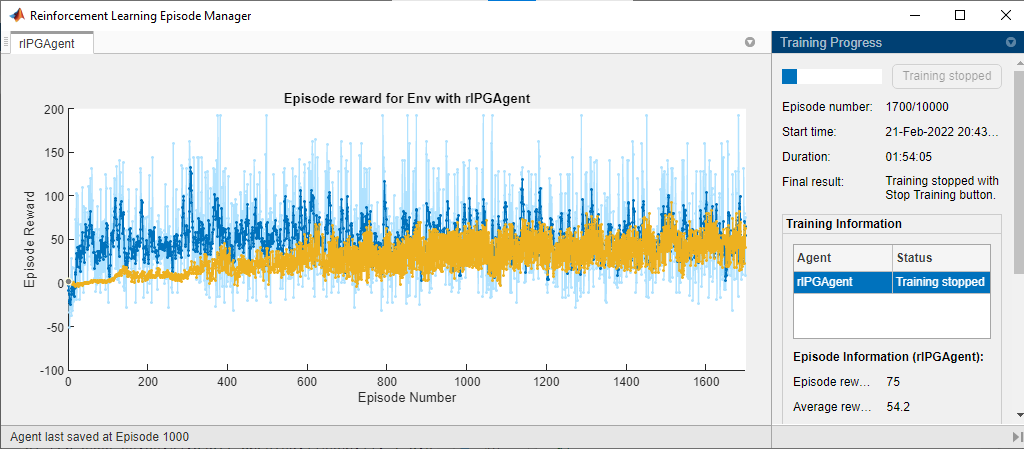 Reinforcement Learning Episode Manager
rlPGAgent
Episode reward for Env with rlPGAgent
200
150
100
50
0
-50
-100
Episode Reward
0
200
400
600
800
1000
1200
1400
1600
Episode Number
Agent last saved at Episode 1000
Training Progress
Training stopped
Episode number: 1700/10000
Start time: 21-Feb-2022 20:43...
Duration: 01:54:05
Final result: Training stopped with
Stop Training button.
Training Information
Agent Status
rlPGAgent Training stopped
Episode Information (rlPGAgent):
Episode rew... 75
Average rew... 54.2